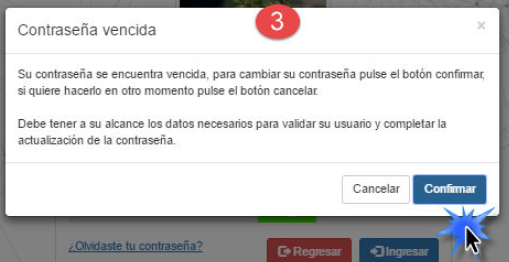 3
Contraseña vencida ×
Su contraseña se encuentra vencida, para cambiar su contraseña pulse el botón confirmar,
si quiere hacerlo en otro momento pulse el botón cancelar.
Debe tener a su alcance los datos necesarios para validar su usuario y completar la
actualización de la contraseña.
Cancelar Confirmar
¿Olvidaste tu contraseña? Regresar Ingresar